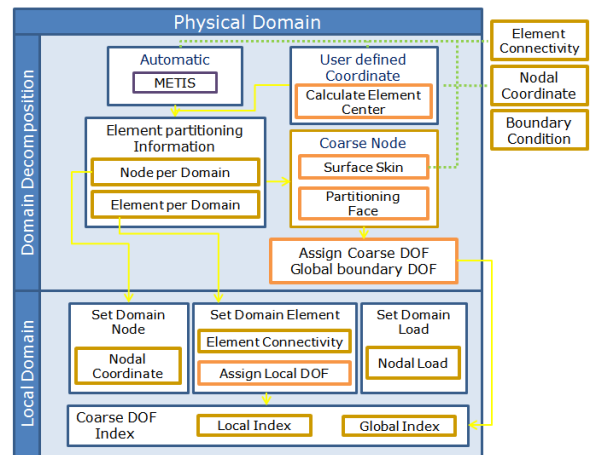 Physical Domain
Domain Decomposition
Automatic
METIS
User defined
Coordinate
Calculate Element
Center
Element
Connectivity
Nodal
Coordinate
Boundary
Condition
Element partitioning
Information
Node per Domain
Element per Domain
Coarse Node
Surface Skin
Partitioning
Face
Assign Coarse DOF
Global boundary DOF
Local Domain
Set Domain
Node
Nodal
Coordinate
Set Domain Element
Element Connectivity
Assign Local DOF
Set Domain
Load
Nodal Load
Coarse DOF
Index
Local Index
Global Index